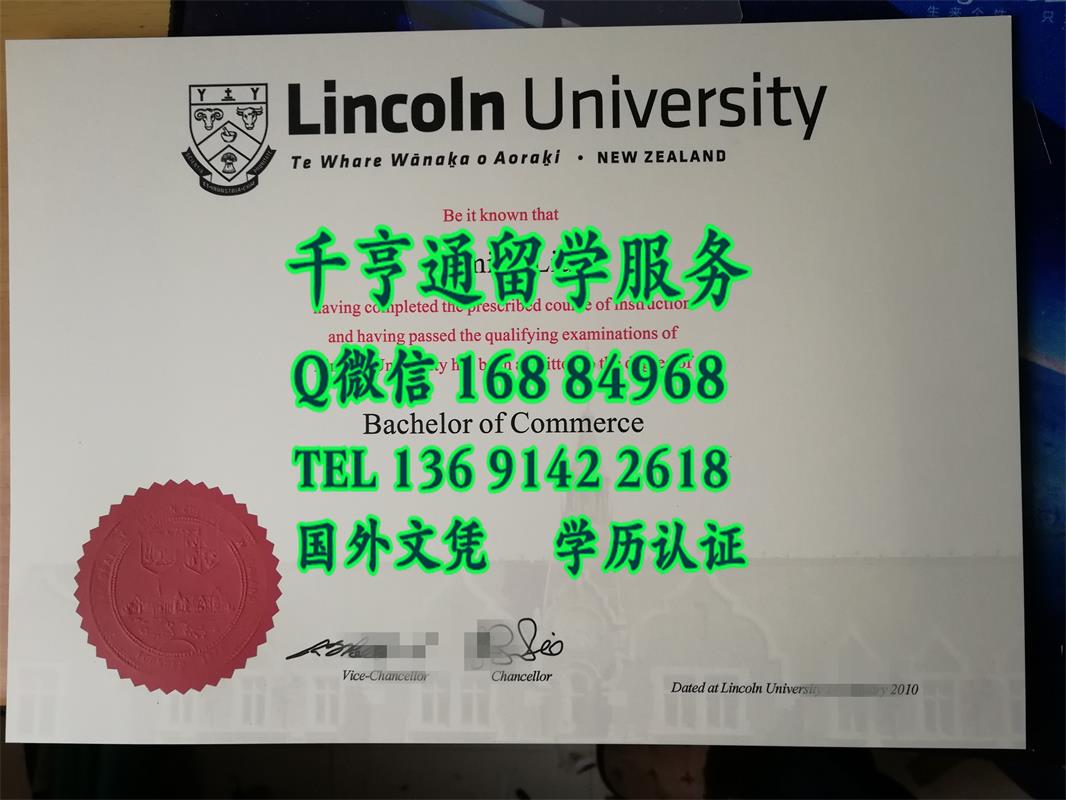 Lincoln University
Te Whare Wānaka o Aoraki • NEW ZEALAND
Be it known that
千亨通留学服务
having completed the prescribed course of instruction
and having passed the qualifying examinations of
Q微信 168 84968
Bachelor of Commerce
TEL 136 9142 2618
国外文凭 学历认证
Vice-Chancellor
Chancellor
Dated at Lincoln University 2010